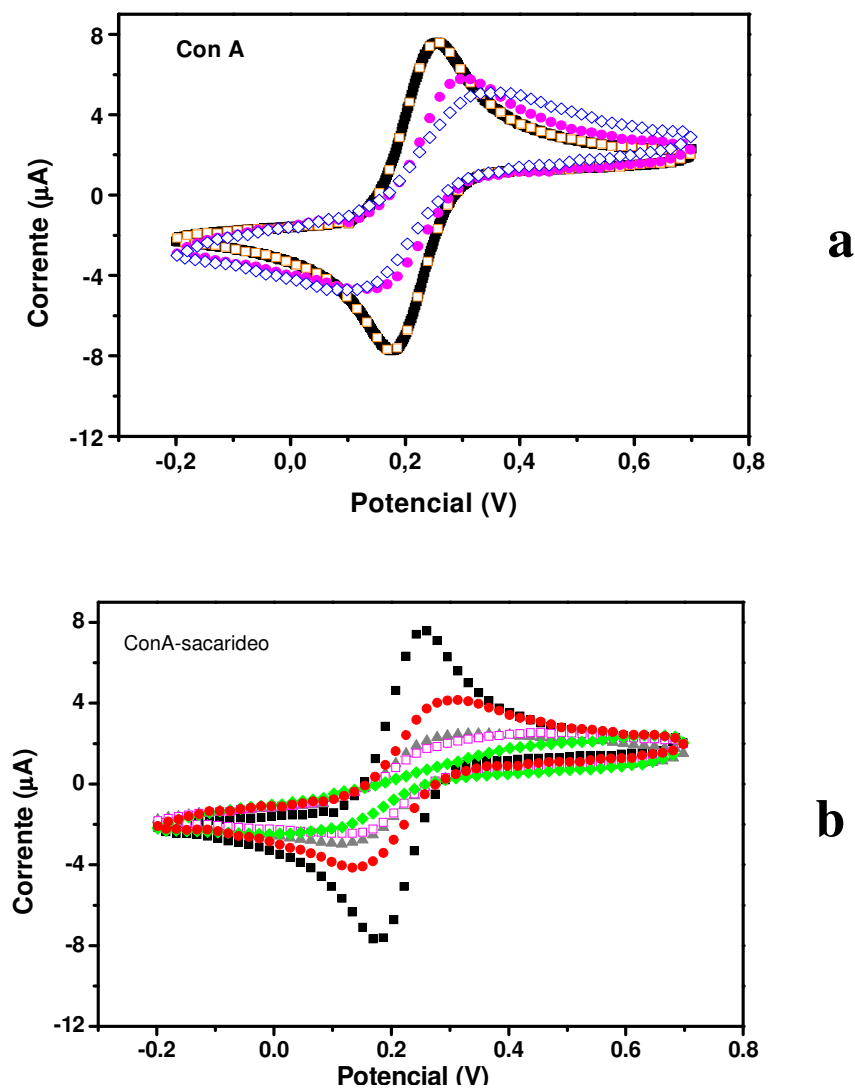 8
Con A
4
0
-4
-8
-12
-0,2 0,0 0,2 0,4 0,6 0,8
Corrente (µA)
Potencial (V)
a
8
ConA-sacarideo
4
0
-4
-8
-12
-0.2 0.0 0.2 0.4 0.6 0.8
Corrente (µA)
Potencial (V)
b